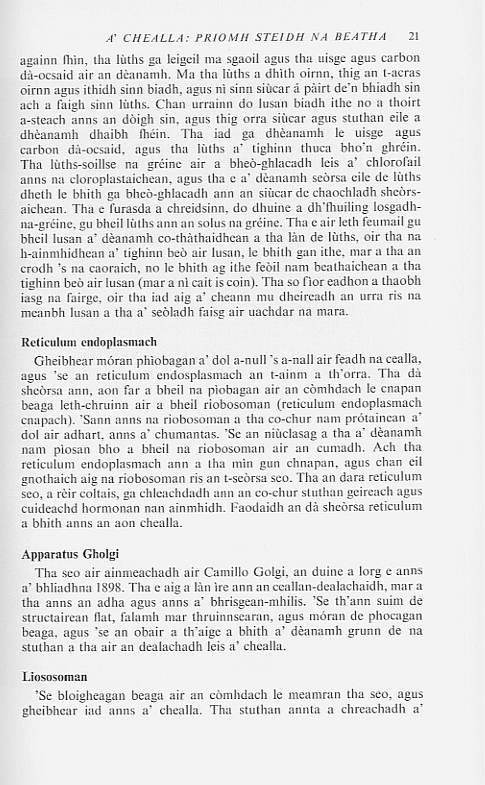 A' CHEALLA: PRIOMH STEIDH NA BEATHA 21
againn fhìn, tha lùths ga leigeil ma sgaoil agus tha uisge agus carbon
dà-ocsaid air an dèanamh. Ma tha lùths a dhìth oirnn, thig an t-acras
oirnn agus ithidh sinn biadh, agus nì sinn siùcar á pàirt de'n bhiadh sin
ach a faigh sinn lùths. Chan urrainn do lusan biadh ithe no a thoirt
a-steach anns an dòigh sin, agus thig orra siùcar agus stuthan eile a
dhèanamh dhaibh fhéin. Tha iad ga dhèanamh le uisge agus
carbon dà-ocsaid, agus tha lùths a' tighinn thuca bho'n ghréin.
Tha lùths-soillse na gréine air a bheò-ghlacadh leis a' chlorofail
anns na cloroplastaichean, agus tha e a' dèanamh seòrsa eile de lùths
dheth le bhith ga bheò-ghlacadh ann an siùcar de chaochladh sheòrs-
aichean. Tha e furasda a chreidsinn, do dhuine a dh'fhuiling losgadh-
na-gréine, gu bheil lùths ann an solus na gréine. Tha e air leth feumail gu
bheil lusan a' dèanamh co-thàthaidhean a tha làn de lùths, oir tha na
h-ainmhidhean a' tighinn beò air lusan, le bhith gan ithe, mar a tha an
crodh 's na caoraich, no le bhith ag ithe feòil nam beathaichean a tha
tighinn beò air lusan (mar a nì cait is coin). Tha so fìor eadhon a thaobh
iasg na fairge, oir tha iad aig a' cheann mu dheireadh an urra ris na
meanbh lusan a tha a' seòladh faisg air uachdar na mara.
Reticulum endoplasmach
Gheibhear móran phìobagan a' dol a-null 's a-nall air feadh na cealla,
agus 'se an reticulum endosplasmach an t-ainm a th'orra. Tha dà
sheòrsa ann, aon far a bheil na pìobagan air an còmhdach le cnapan
beaga leth-chruinn air a bheil riobosoman (reticulum endoplasmach
cnapach). 'Sann anns na riobosoman a tha co-chur nam prótainean a'
dol air adhart, anns a' chumantas. 'Se an niùclasag a tha a' dèanamh
nam pìosan bho a bheil na riobosoman air an cumadh. Ach tha
reticulum endoplasmach ann a tha mìn gun chnapan, agus chan eil
gnothaich aig na riobosoman ris an t-seòrsa seo. Tha an dara reticulum
seo, a rèir coltais, ga chleachdadh ann an co-chur stuthan geireach agus
cuideachd hormonan nan ainmhidh. Faodaidh an dà sheòrsa reticulum
a bhith anns an aon chealla.
Apparatus Gholgi
Tha seo air ainmeachadh air Camillo Golgi, an duine a lorg e anns
a' bhliadhna 1898. Tha e aig a làn ìre ann an ceallan-dealachaidh, mar a
tha anns an adha agus anns a' bhrisgean-mhilis. 'Se th'ann suim de
structairean flat, falamh mar thruinnsearan, agus móran de phocagan
beaga, agus 'se an obair a th'aige a bhith a' dèanamh grunn de na
stuthan a tha air an dealachadh leis a' chealla.
Liososoman
'Se bloigheagan beaga air an còmhdach le meamran tha seo, agus
gheibhear iad anns a' chealla. Tha stuthan annta a chreachadh a'